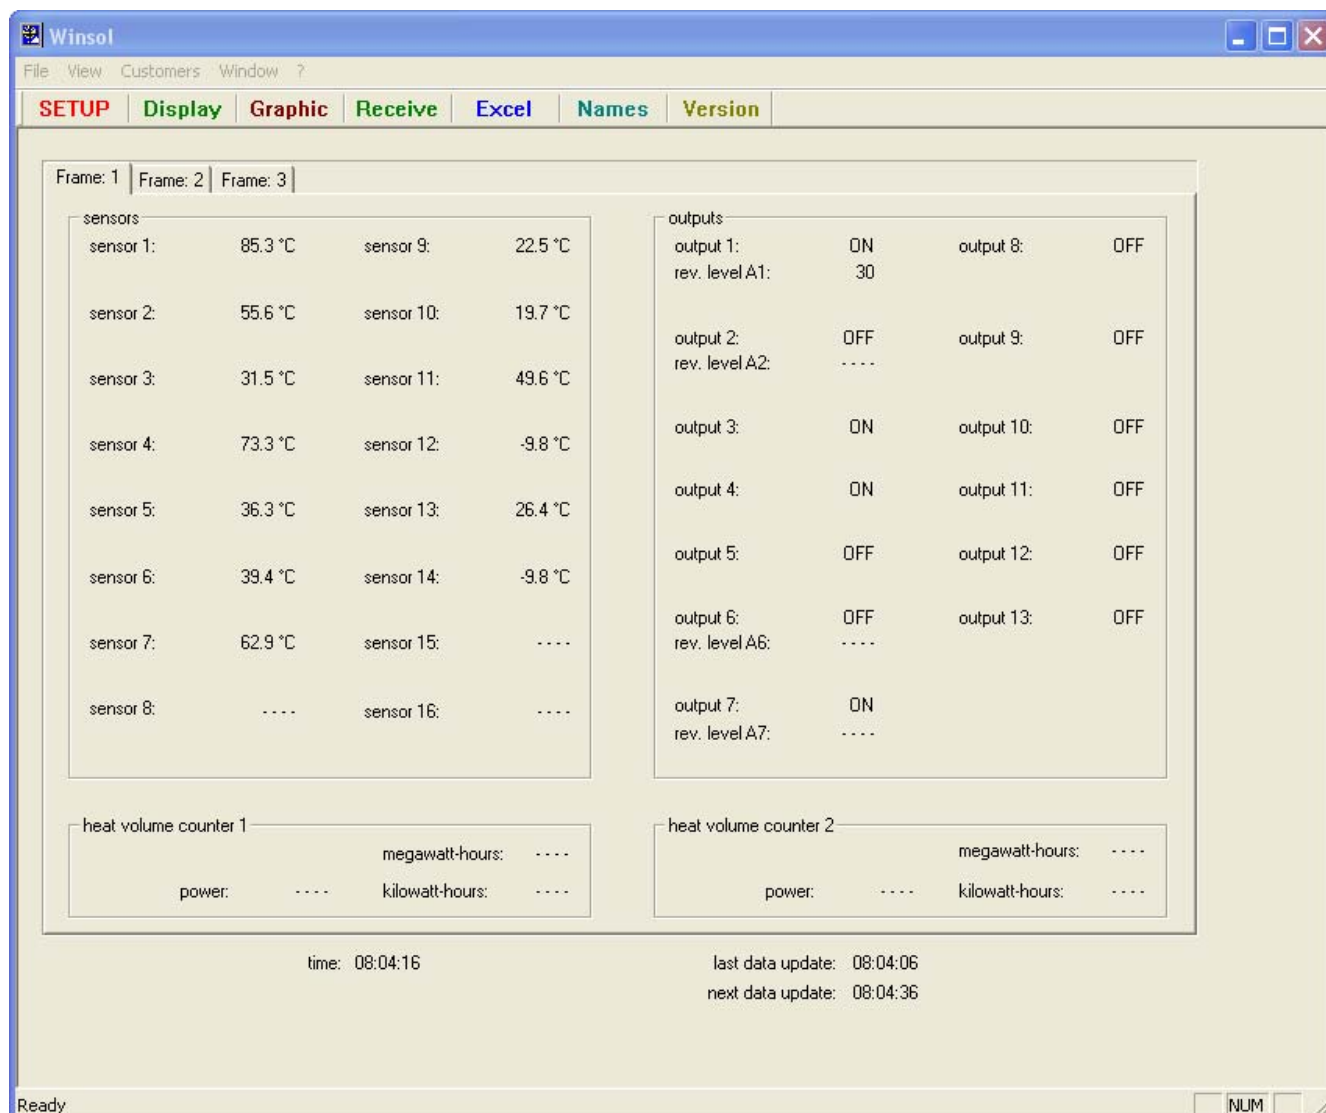 Winsol
File View Customers Window ?
SETUP Display Graphic Receive Excel Names Version
Frame: 1 Frame: 2 Frame: 3
sensors
sensor 1: 85.3 °C sensor 9: 22.5 °C
sensor 2: 55.6 °C sensor 10: 19.7 °C
sensor 3: 31.5 °C sensor 11: 49.6 °C
sensor 4: 73.3 °C sensor 12: -9.8 °C
sensor 5: 36.3 °C sensor 13: 26.4 °C
sensor 6: 39.4 °C sensor 14: -9.8 °C
sensor 7: 62.9 °C sensor 15: ----
sensor 8: ---- sensor 16: ----
outputs
output 1: ON output 8: OFF
rev. level A1: 30
output 2: OFF output 9: OFF
rev. level A2: ----
output 3: ON output 10: OFF
output 4: ON output 11: OFF
output 5: OFF output 12: OFF
output 6: OFF output 13: OFF
rev. level A6: ----
output 7: ON
rev. level A7: ----
heat volume counter 1
megawatt-hours: ----
power: ---- kilowatt-hours: ----
heat volume counter 2
megawatt-hours: ----
power: ---- kilowatt-hours: ----
time: 08:04:16
last data update: 08:04:06
next data update: 08:04:36
Ready NUM